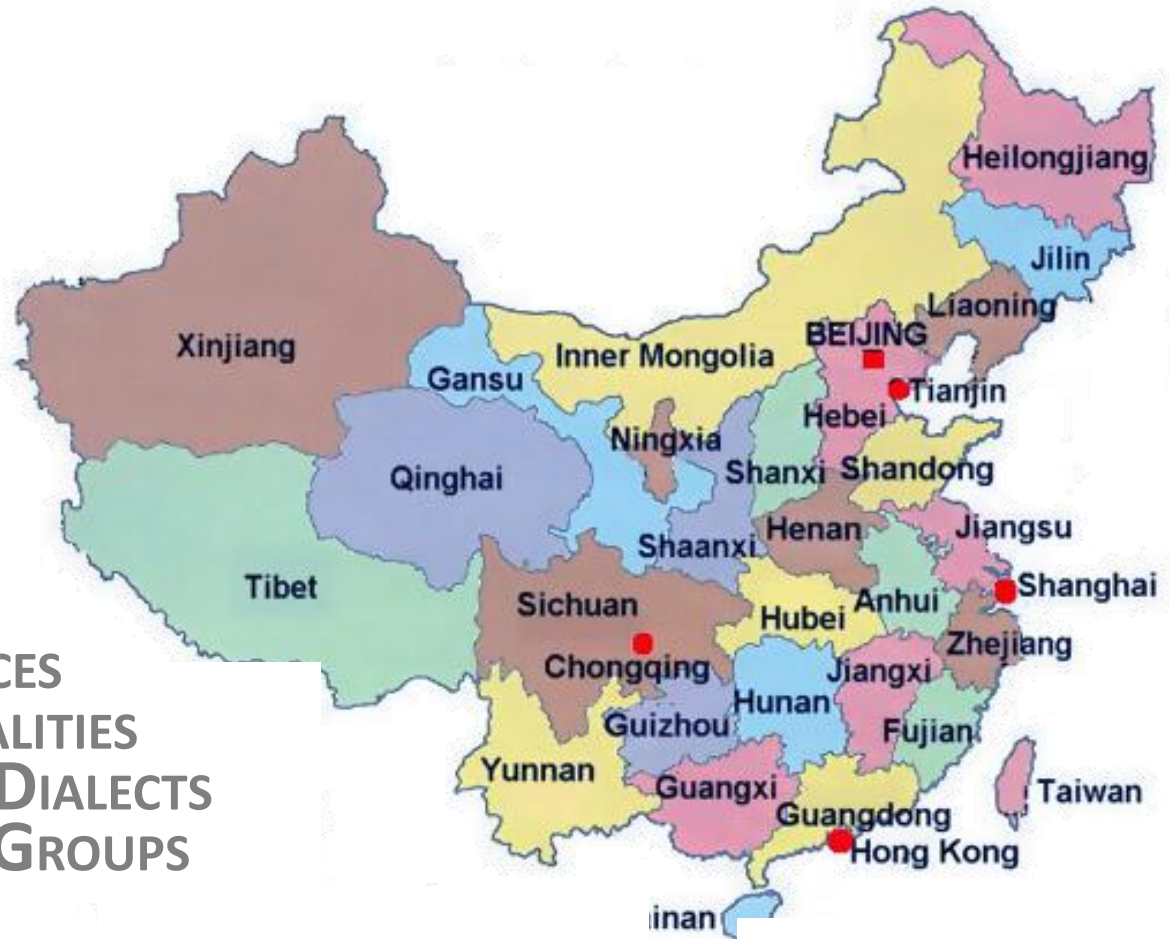 Heilongjiang
Jilin
Liaoning
BEIJING
Xinjiang
Inner Mongolia
Gansu
Tianjin
Hebei
Ningxia
Qinghai
Shanxi
Shandong
Henan
Jiangsu
Shaanxi
Tibet
Shanghai
Sichuan
Anhui
Hubei
Zhejiang
Chongqing
Jiangxi
CES
Hunan
Guizhou
Fujian
ALITIES
Yunnan
Guangxi
Taiwan
DIALECTS
Guangdong
GROUPS
Hong Kong
inan